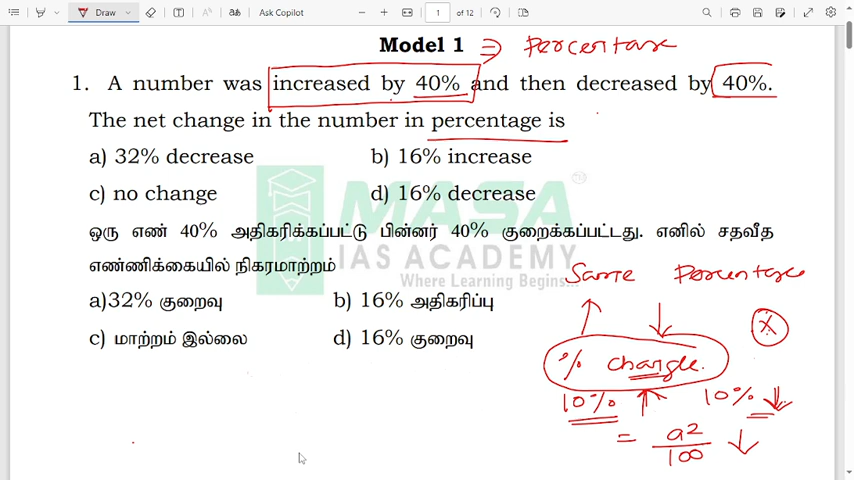 Draw
Ask Copilot
1 of 12
Model 1 ⇒ Percentage
1. A number was increased by 40% and then decreased by 40%.
The net change in the number in percentage is
a) 32% decrease b) 16% increase
c) no change d) 16% decrease
MASA
IAS ACADEMY
Where Learning Begins...
ஒரு எண் 40% அதிகரிக்கப்பட்டு பின்னர் 40% குறைக்கப்பட்டது. எனில் சதவீத
எண்ணிக்கையில் நிகரமாற்றம்
a)32% குறைவு b) 16% அதிகரிப்பு
c) மாற்றம் இல்லை d) 16% குறைவு
Same Percentage
↑ ↓ x
% change.
10% ↑ 10% ↓
= a2/100 ↓